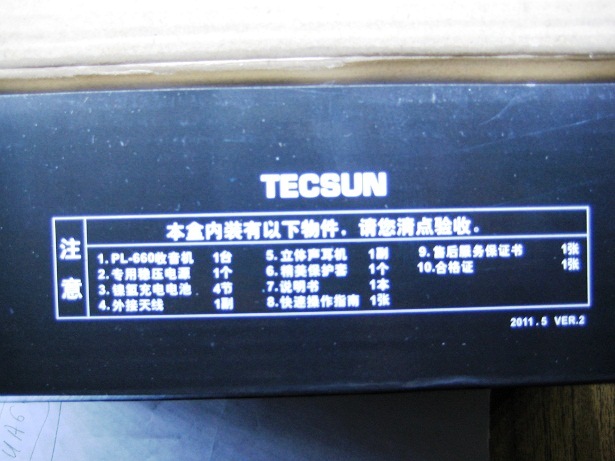 TECSUN
注意
本盒内装有以下物件,请您清点验收。
1.PL-660收音机 1台
2.专用稳压电源 1个
3.镍氢充电电池 4节
4.外接天线 1副
5.立体声耳机 1副
6.精美保护套 1个
7.说明书 1本
8.快速操作指南 1张
9.售后服务保证书 1张
10.合格证 1张
2011.5 VER.2
UA6